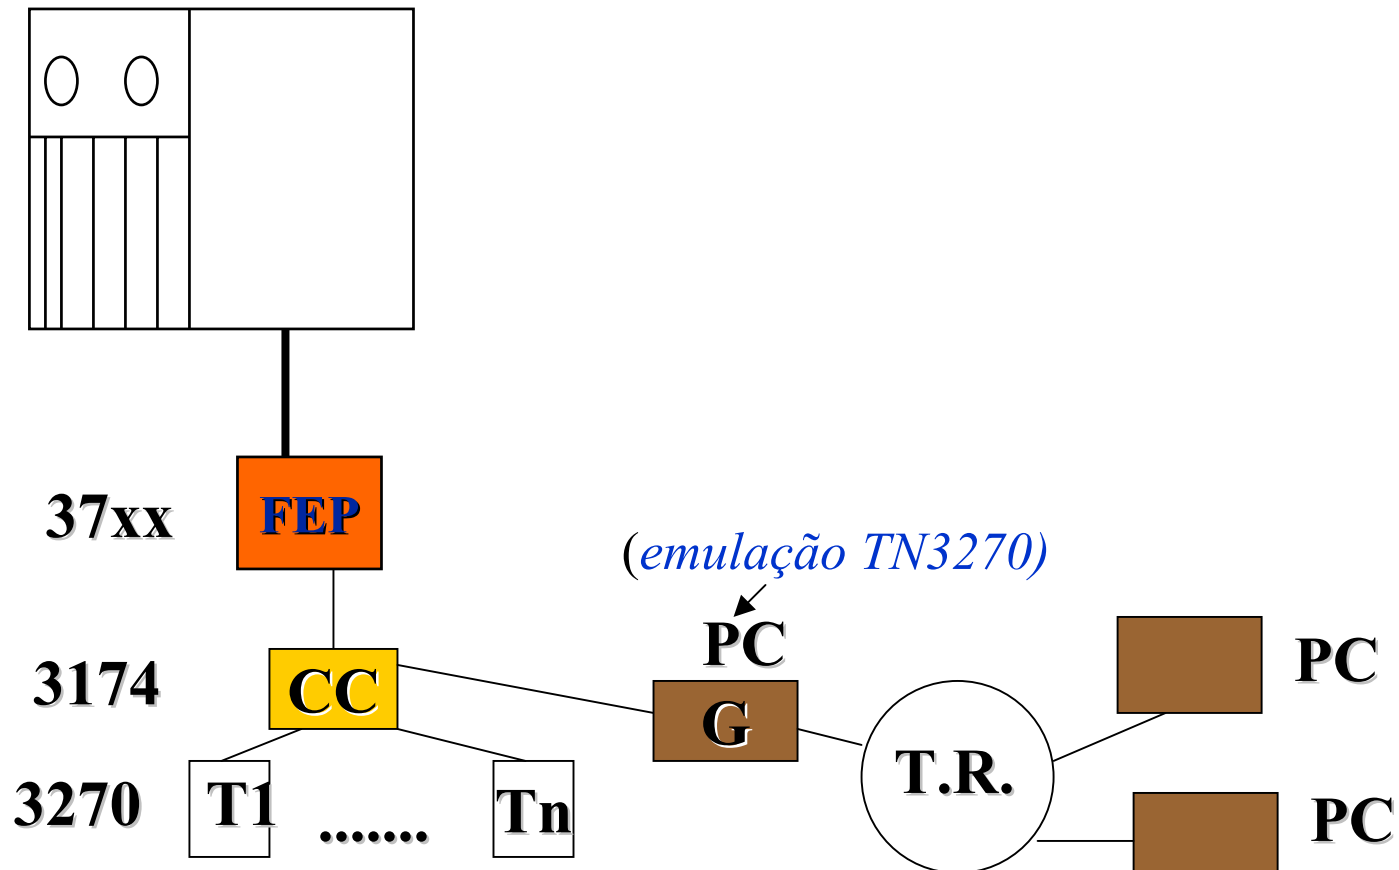 37xx FEP
(emulação TN3270)
PC
PC
3174 CC
G
T.R.
3270 T1 ....... Tn
PC